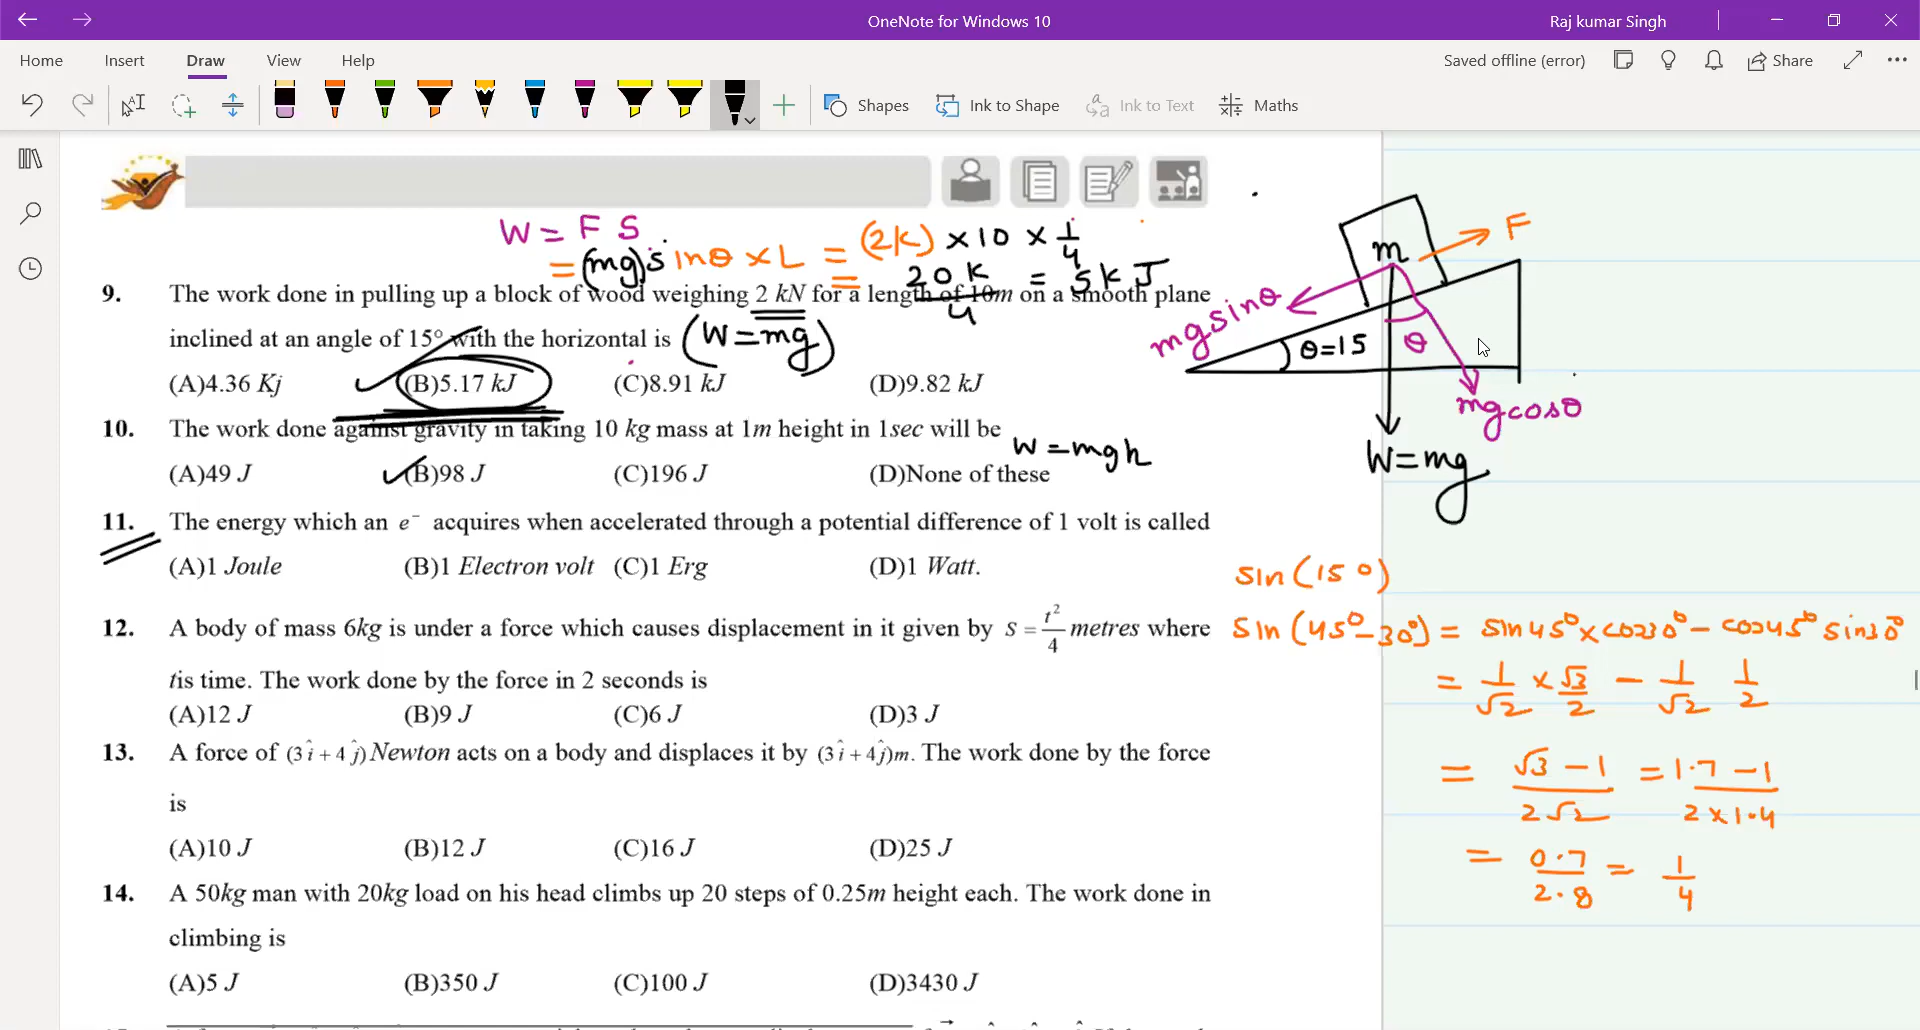 OneNote for Windows 10
Raj kumar Singh
Home Insert Draw View Help
Saved offline (error)
Share
Shapes
Ink to Shape
Ink to Text
Maths
W = F S
= (mg) sinθ × L = (2K) × 10 × 1/4
= 20K/4 = 5kJ
9. The work done in pulling up a block of wood weighing 2 kN for a length of 10m on a smooth plane
inclined at an angle of 15° with the horizontal is (W=mg)
(A)4.36 Kj (B)5.17 kJ (C)8.91 kJ (D)9.82 kJ
10. The work done against gravity in taking 10 kg mass at 1m height in 1sec will be
W = mgh
(A)49 J (B)98 J (C)196 J (D)None of these
11. The energy which an e⁻ acquires when accelerated through a potential difference of 1 volt is called
(A)1 Joule (B)1 Electron volt (C)1 Erg (D)1 Watt.
12. A body of mass 6kg is under a force which causes displacement in it given by S = t²/4 metres where
tis time. The work done by the force in 2 seconds is
(A)12 J (B)9 J (C)6 J (D)3 J
13. A force of (3î + 4ĵ) Newton acts on a body and displaces it by (3î + 4ĵ)m. The work done by the force
is
(A)10 J (B)12 J (C)16 J (D)25 J
14. A 50kg man with 20kg load on his head climbs up 20 steps of 0.25m height each. The work done in
climbing is
(A)5 J (B)350 J (C)100 J (D)3430 J
F
m
mgsinθ
θ=15
θ
mgcosθ
W=mg
sin(15°)
sin(45°-30°) = sin45°×cos30° - cos45° sin30°
= 1/√2 × √3/2 - 1/√2 1/2
= √3 - 1 / 2√2 = 1.7 - 1 / 2×1.4
= 0.7/2.8 = 1/4